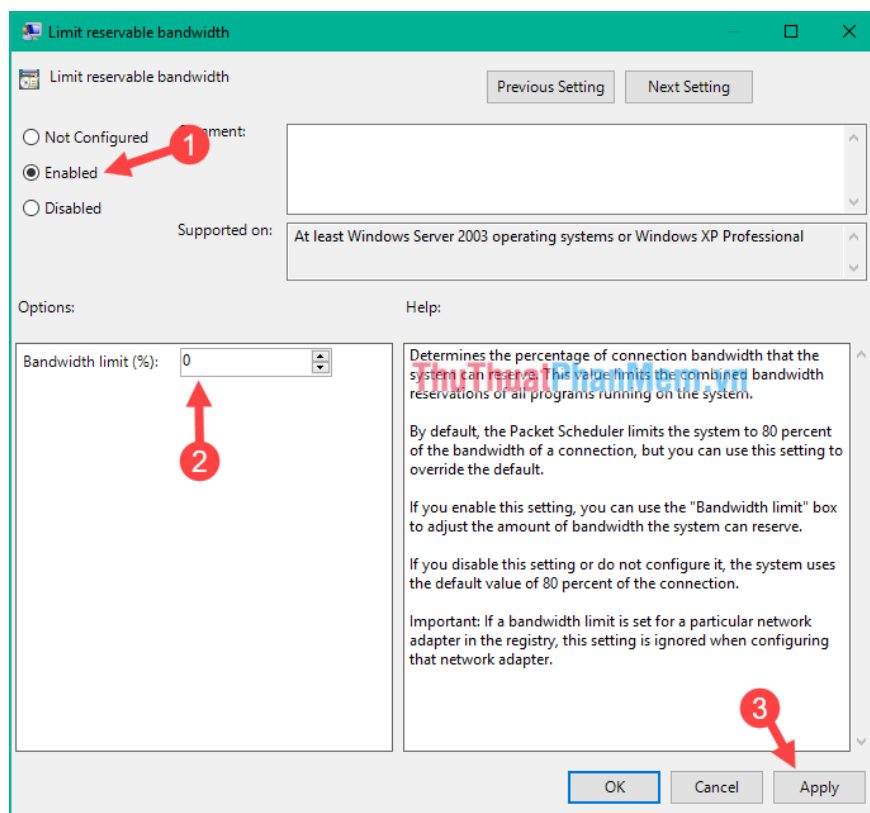 Limit reservable bandwidth
Limit reservable bandwidth
Previous Setting
Next Setting
Not Configured
Enabled
Disabled
1
Comment:
Supported on:
At least Windows Server 2003 operating systems or Windows XP Professional
Options:
Help:
Bandwidth limit (%):
0
2
Determines the percentage of connection bandwidth that the
system can reserve. This value limits the combined bandwidth
reservations of all programs running on the system.
ThuThuatPhanMem.vn
By default, the Packet Scheduler limits the system to 80 percent
of the bandwidth of a connection, but you can use this setting to
override the default.
If you enable this setting, you can use the "Bandwidth limit" box
to adjust the amount of bandwidth the system can reserve.
If you disable this setting or do not configure it, the system uses
the default value of 80 percent of the connection.
Important: If a bandwidth limit is set for a particular network
adapter in the registry, this setting is ignored when configuring
that network adapter.
3
OK
Cancel
Apply